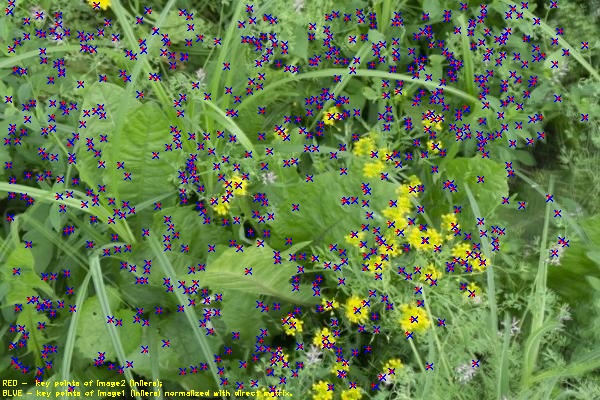 RED - key points of image2 (inliers);
BLUE - key points of image1 (inliers) normalized with direct matrix.